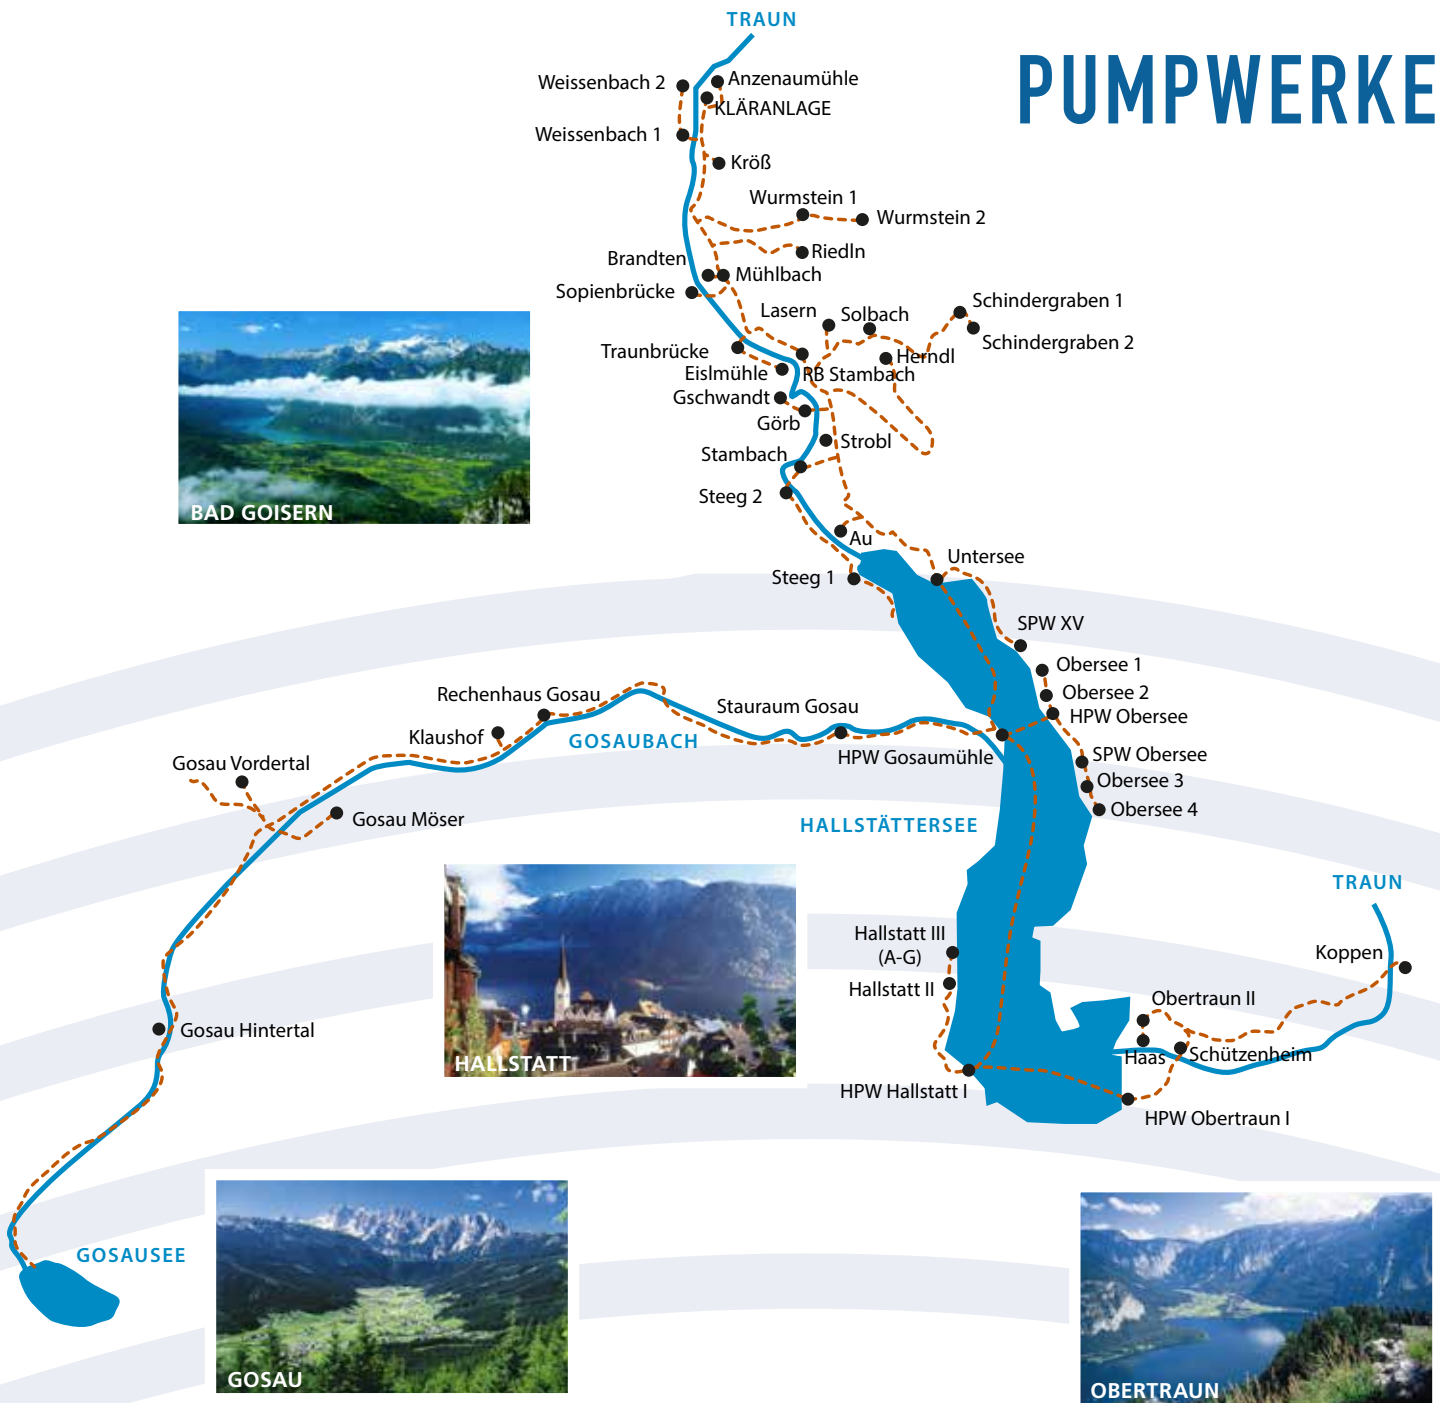 TRAUN
PUMPWERKE
Weissenbach 2
Anzenaumühle
KLÄRANLAGE
Weissenbach 1
Kröß
Wurmstein 1
Wurmstein 2
Riedln
Brandten
Mühlbach
Sopienbrücke
Lasern
Solbach
Schindergraben 1
Schindergraben 2
Traunbrücke
Herndl
Eislmühle
RB Stambach
Gschwandt
Görb
Strobl
Stambach
Steeg 2
BAD GOISERN
Au
Untersee
Steeg 1
SPW XV
Obersee 1
Obersee 2
HPW Obersee
Rechenhaus Gosau
Stauraum Gosau
Klaushof
GOSAUBACH
HPW Gosaumühle
SPW Obersee
Gosau Vordertal
Obersee 3
Obersee 4
Gosau Möser
HALLSTÄTTERSEE
TRAUN
Hallstatt III
(A-G)
Koppen
Hallstatt II
Obertraun II
Gosau Hintertal
Haas
Schützenheim
HALLSTATT
HPW Hallstatt I
HPW Obertraun I
GOSAUSEE
GOSAU
OBERTRAUN